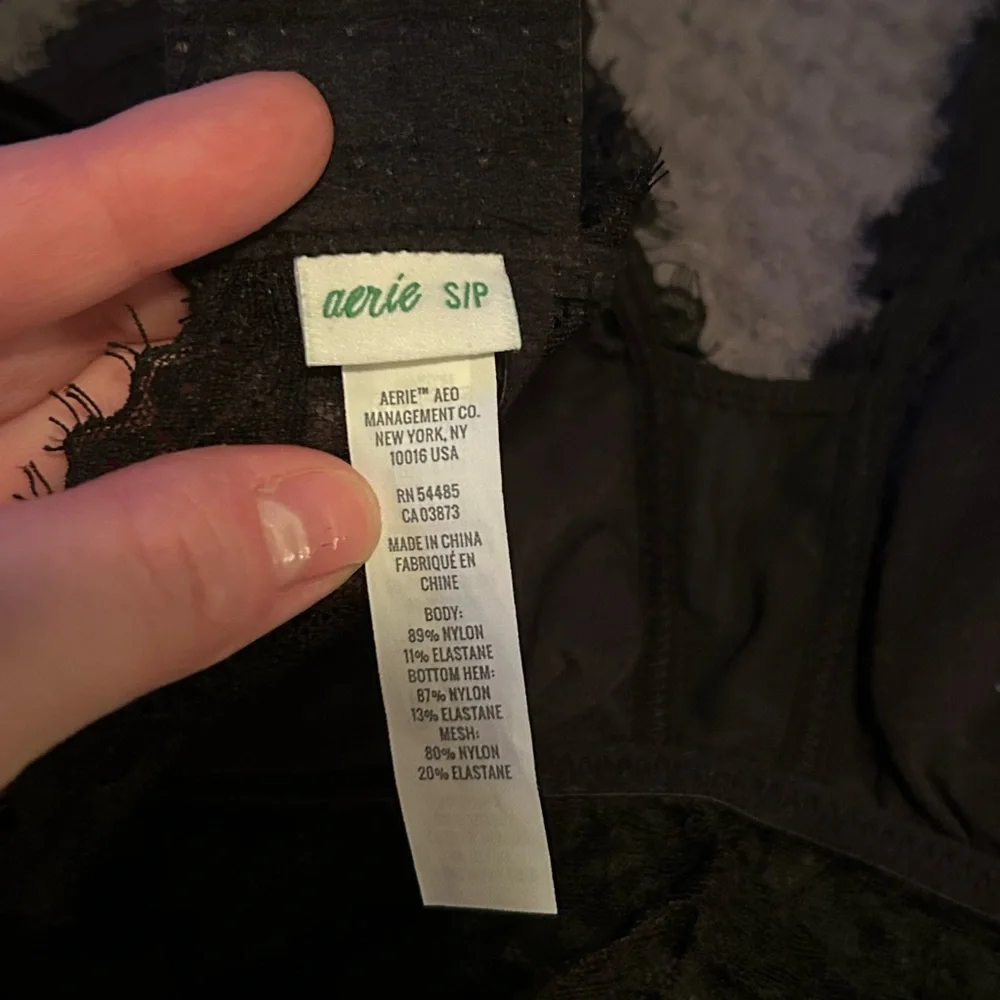 aerie S/P
AERIE™ AEO
MANAGEMENT CO.
NEW YORK, NY
10016 USA
RN 54485
CA 03873
MADE IN CHINA
FABRIQUÉ EN
CHINE
BODY:
89% NYLON
11% ELASTANE
BOTTOM HEM:
87% NYLON
13% ELASTANE
MESH:
80% NYLON
20% ELASTANE